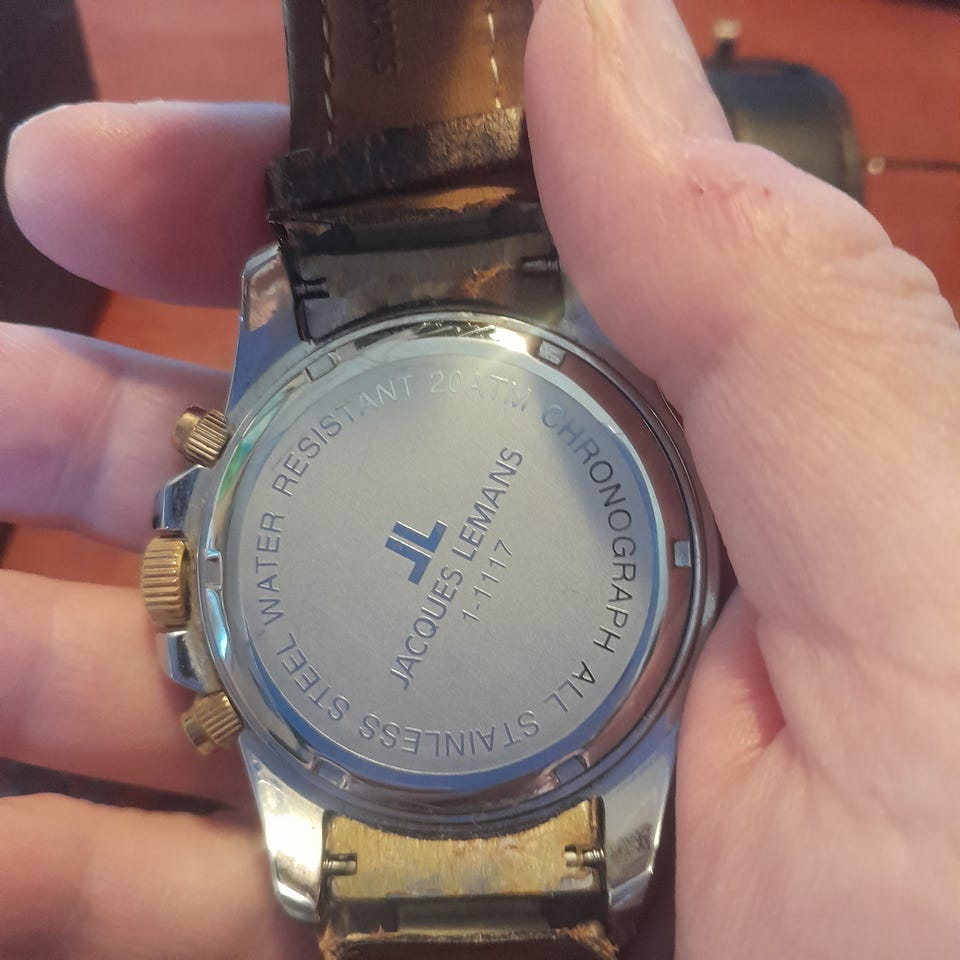 WATER RESISTANT 20ATM CHRONOGRAPH ALL STAINLESS STEEL
JL
JACQUES LEMANS
1-1117